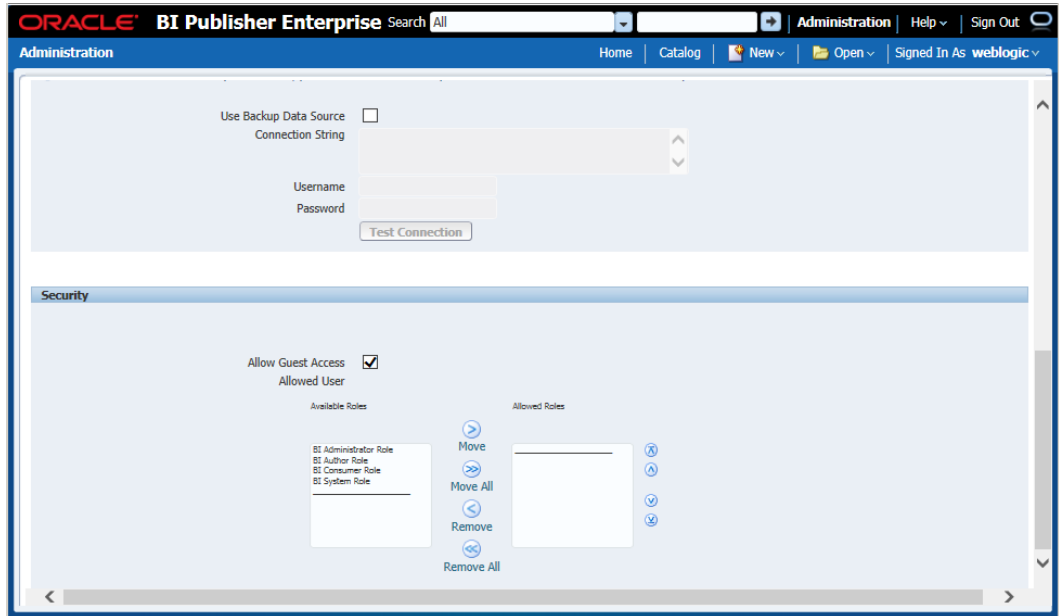 ORACLE BI Publisher Enterprise Search All Administration Help Sign Out
Administration Home Catalog New Open Signed In As weblogic
Use Backup Data Source
Connection String
Username
Password
Test Connection
Security
Allow Guest Access
Allowed User
Available Roles Allowed Roles
BI Administrator Role
BI Author Role
BI Consumer Role
BI System Role
Move
Move All
Remove
Remove All